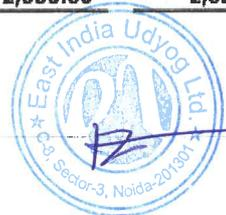 East India Udyog Ltd.
C-8, Sector-3, Noida-201301